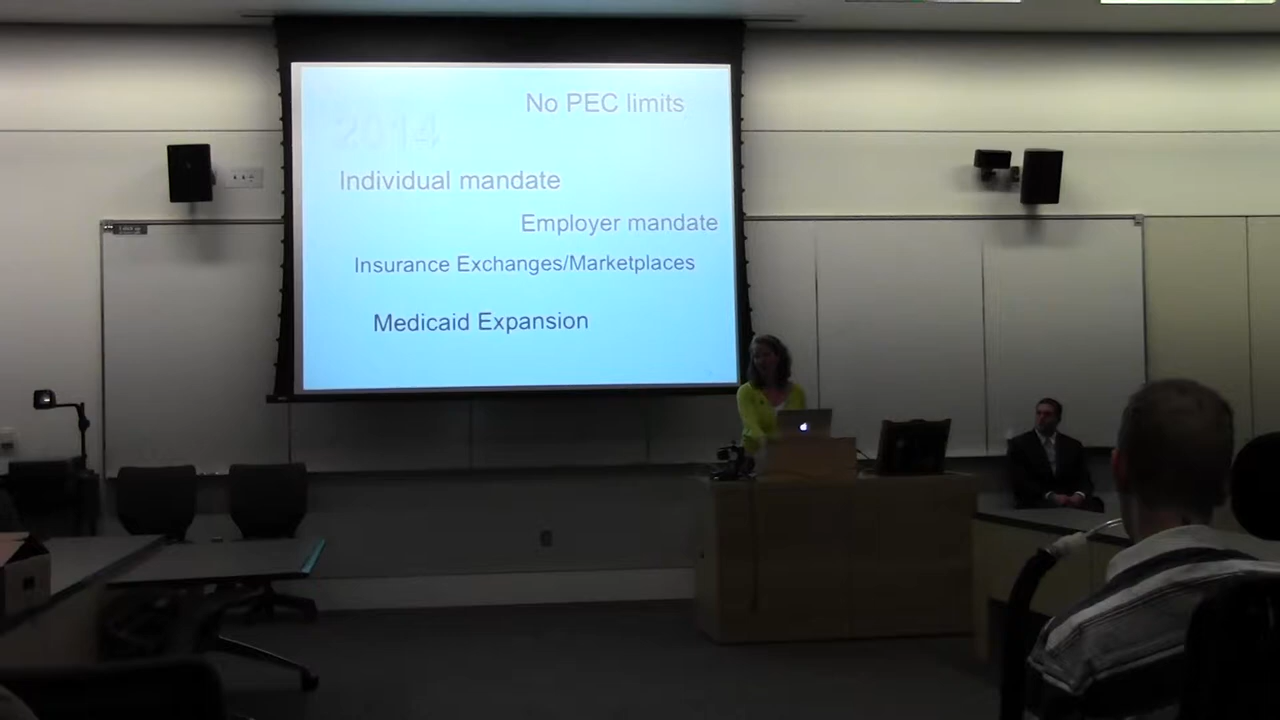 No PEC limits
2014
Individual mandate
Employer mandate
Insurance Exchanges/Marketplaces
Medicaid Expansion